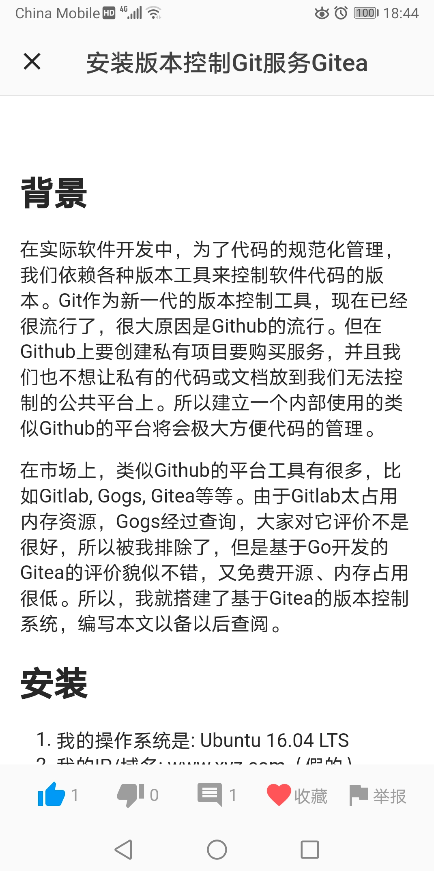 China Mobile HD 4G 100 18:44
安装版本控制Git服务Gitea
背景
在实际软件开发中，为了代码的规范化管理，
我们依赖各种版本工具来控制软件代码的版
本。Git作为新一代的版本控制工具，现在已经
很流行了，很大原因是Github的流行。但在
Github上要创建私有项目要购买服务，并且我
们也不想让私有的代码或文档放到我们无法控
制的公共平台上。所以建立一个内部使用的类
似Github的平台将会极大方便代码的管理。
在市场上，类似Github的平台工具有很多，比
如Gitlab, Gogs, Gitea等等。由于Gitlab太占用
内存资源，Gogs经过查询，大家对它评价不是
很好，所以被我排除了，但是基于Go开发的
Gitea的评价貌似不错，又免费开源、内存占用
很低。所以，我就搭建了基于Gitea的版本控制
系统，编写本文以备以后查阅。
安装
1. 我的操作系统是: Ubuntu 16.04 LTS
2. 我的IP/域名: www.xyz.com（假的）
1 0 1 收藏 举报